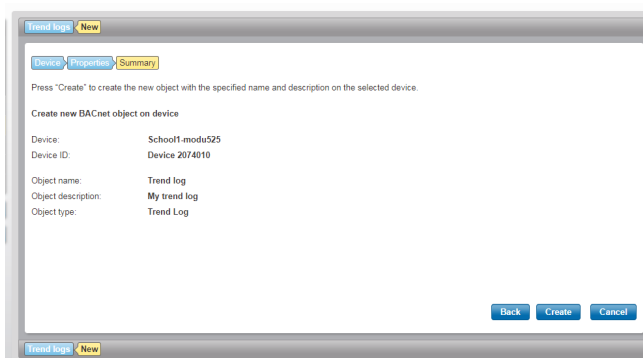 Trend logs New
Device Properties Summary
Press "Create" to create the new object with the specified name and description on the selected device.
Create new BACnet object on device
Device: School1-modu525
Device ID: Device 2074010
Object name: Trend log
Object description: My trend log
Object type: Trend Log
Back Create Cancel
Trend logs New